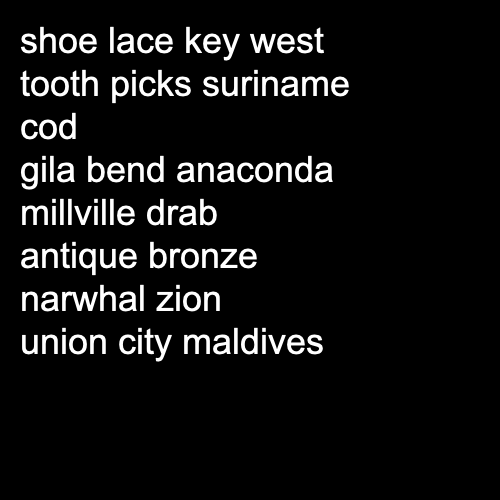 shoe lace key west
tooth picks suriname
cod
gila bend anaconda
millville drab
antique bronze
narwhal zion
union city maldives